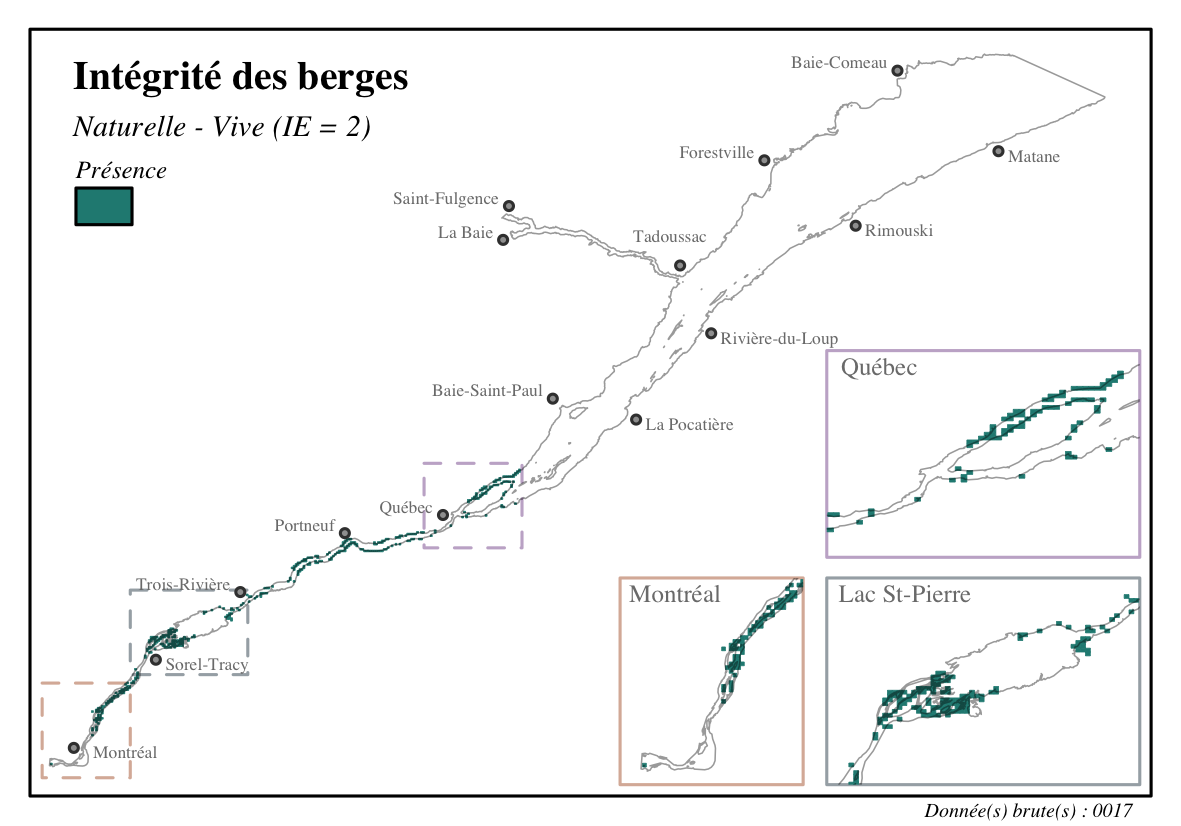 Intégrité des berges
Naturelle - Vive (IE = 2)
Présence
Baie-Comeau
Forestville
Matane
Saint-Fulgence
La Baie
Tadoussac
Rimouski
Rivière-du-Loup
Baie-Saint-Paul
La Pocatière
Québec
Portneuf
Trois-Rivière
Sorel-Tracy
Montréal
Québec
Montréal
Lac St-Pierre
Donnée(s) brute(s) : 0017